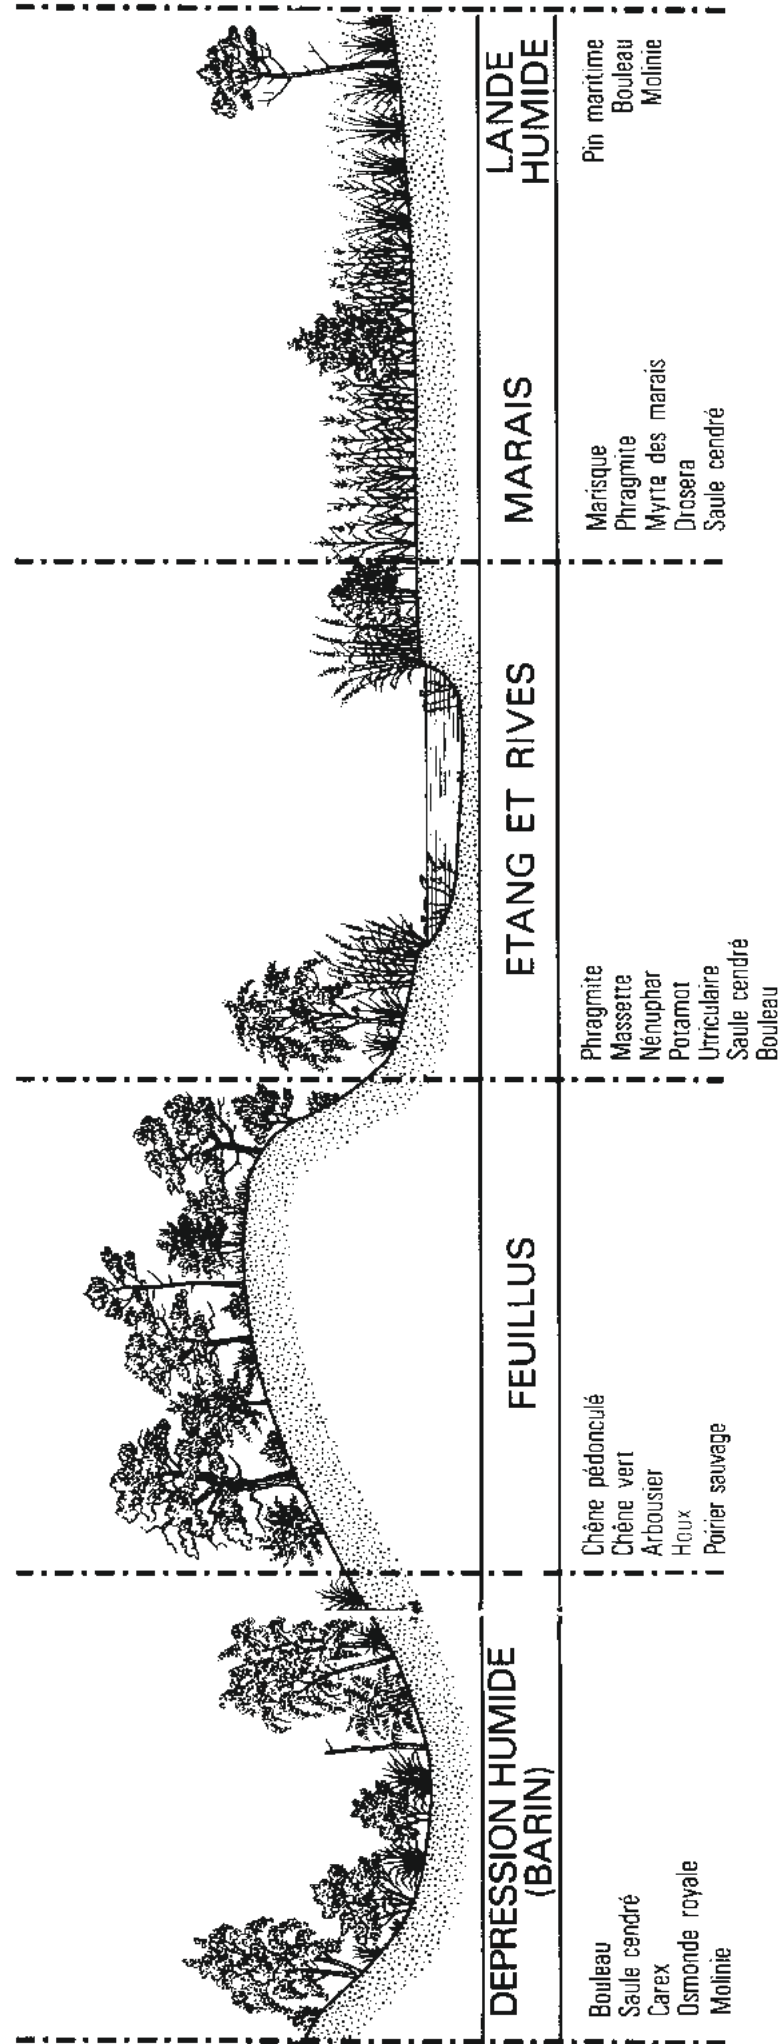 DEPRESSION HUMIDE
(BARIN)
Bouleau
Saule cendré
Carex
Osmonde royale
Molinie
FEUILLUS
Chêne pédonculé
Chêne vert
Arbousier
Houx
Poirier sauvage
ETANG ET RIVES
Phragmite
Massette
Nénuphar
Potamot
Utriculaire
Saule cendré
Bouleau
MARAIS
Marisque
Phragmite
Myrte des marais
Drosera
Saule cendré
LANDE
HUMIDE
Pin maritime
Bouleau
Molinie